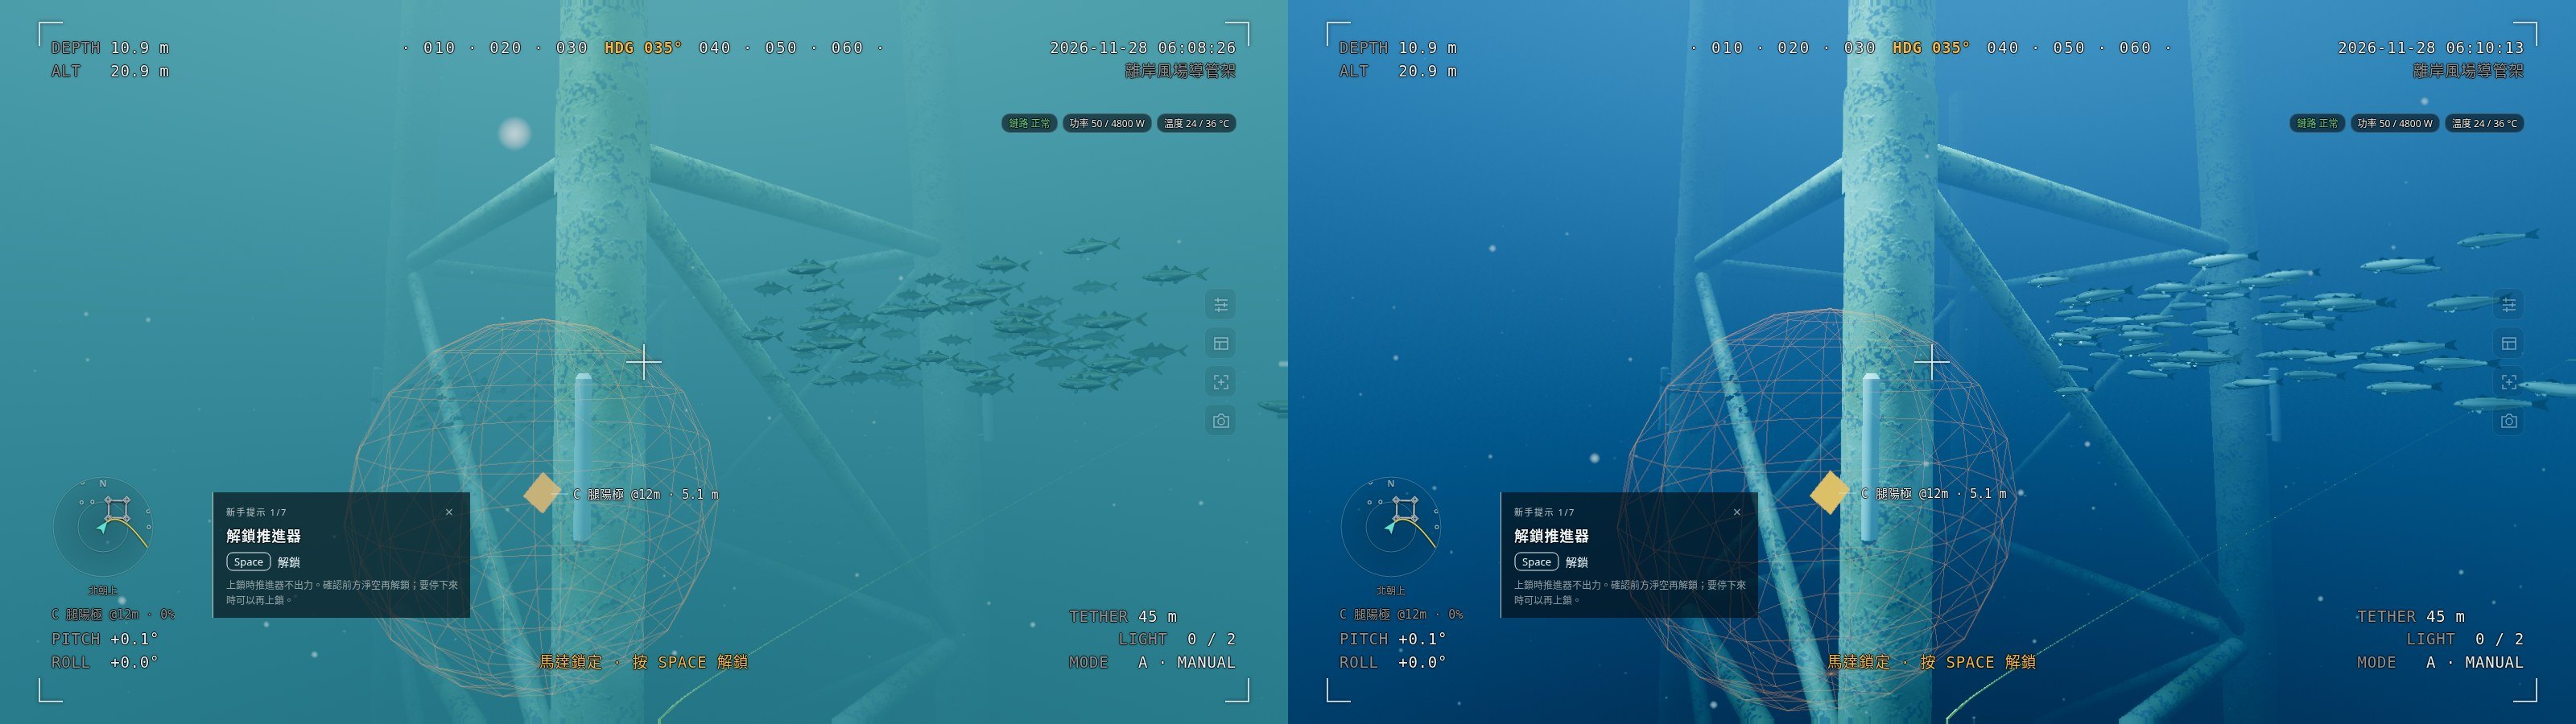 DEPTH 10.9 m
ALT 20.9 m
· 010 · 020 · 030 HDG 035° 040 · 050 · 060 ·
2026-11-28 06:08:26
離岸風場導管架
鏈路 正常 功率 50 / 4800 W 溫度 24 / 36 °C
C 腿陽極 @12m · 5.1 m
N
北朝上
新手提示 1/7 ×
解鎖推進器
Space 解鎖
上鎖時推進器不出力。確認前方淨空再解鎖；要停下來
時可以再上鎖。
C 腿陽極 @12m · 0%
PITCH +0.1°
ROLL +0.0°
馬達鎖定 · 按 SPACE 解鎖
TETHER 45 m
LIGHT 0 / 2
MODE A · MANUAL
DEPTH 10.9 m
ALT 20.9 m
· 010 · 020 · 030 HDG 035° 040 · 050 · 060 ·
2026-11-28 06:10:13
離岸風場導管架
鏈路 正常 功率 50 / 4800 W 溫度 24 / 36 °C
C 腿陽極 @12m · 5.1 m
N
北朝上
新手提示 1/7 ×
解鎖推進器
Space 解鎖
上鎖時推進器不出力。確認前方淨空再解鎖；要停下來
時可以再上鎖。
C 腿陽極 @12m · 0%
PITCH +0.1°
ROLL +0.0°
馬達鎖定 · 按 SPACE 解鎖
TETHER 45 m
LIGHT 0 / 2
MODE A · MANUAL